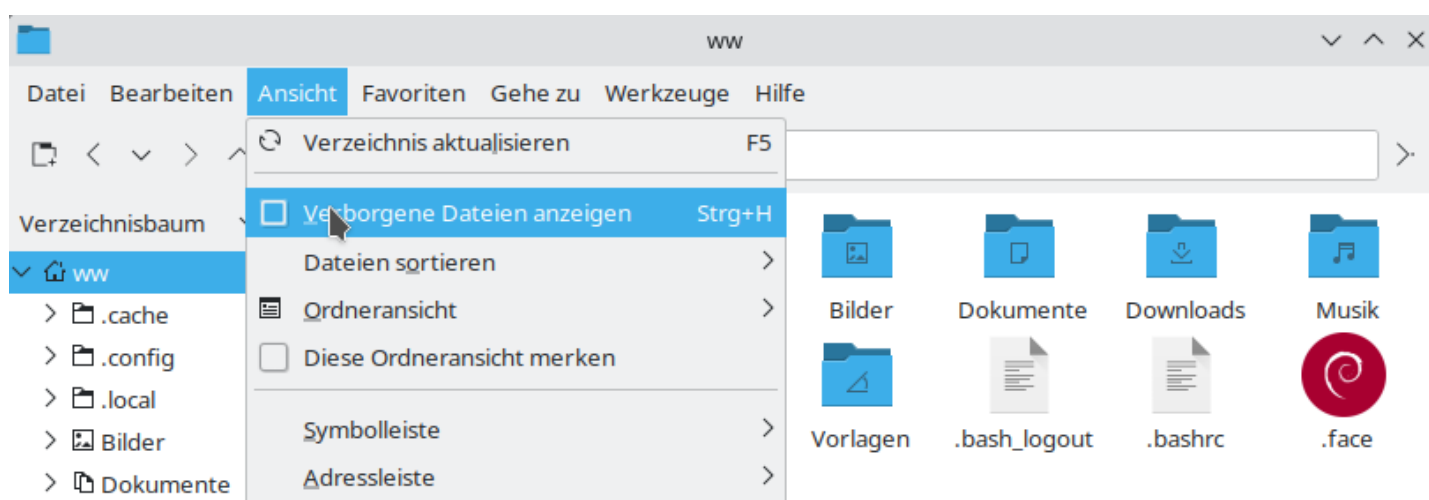 ww
Datei Bearbeiten Ansicht Favoriten Gehe zu Werkzeuge Hilfe
Verzeichnis aktualisieren F5
Verborgene Dateien anzeigen Strg+H
Dateien sortieren
Ordneransicht
Diese Ordneransicht merken
Symbolleiste
Adressleiste
Verzeichnisbaum
ww
.cache
.config
.local
Bilder
Dokumente
Bilder Dokumente Downloads Musik
Vorlagen .bash_logout .bashrc .face